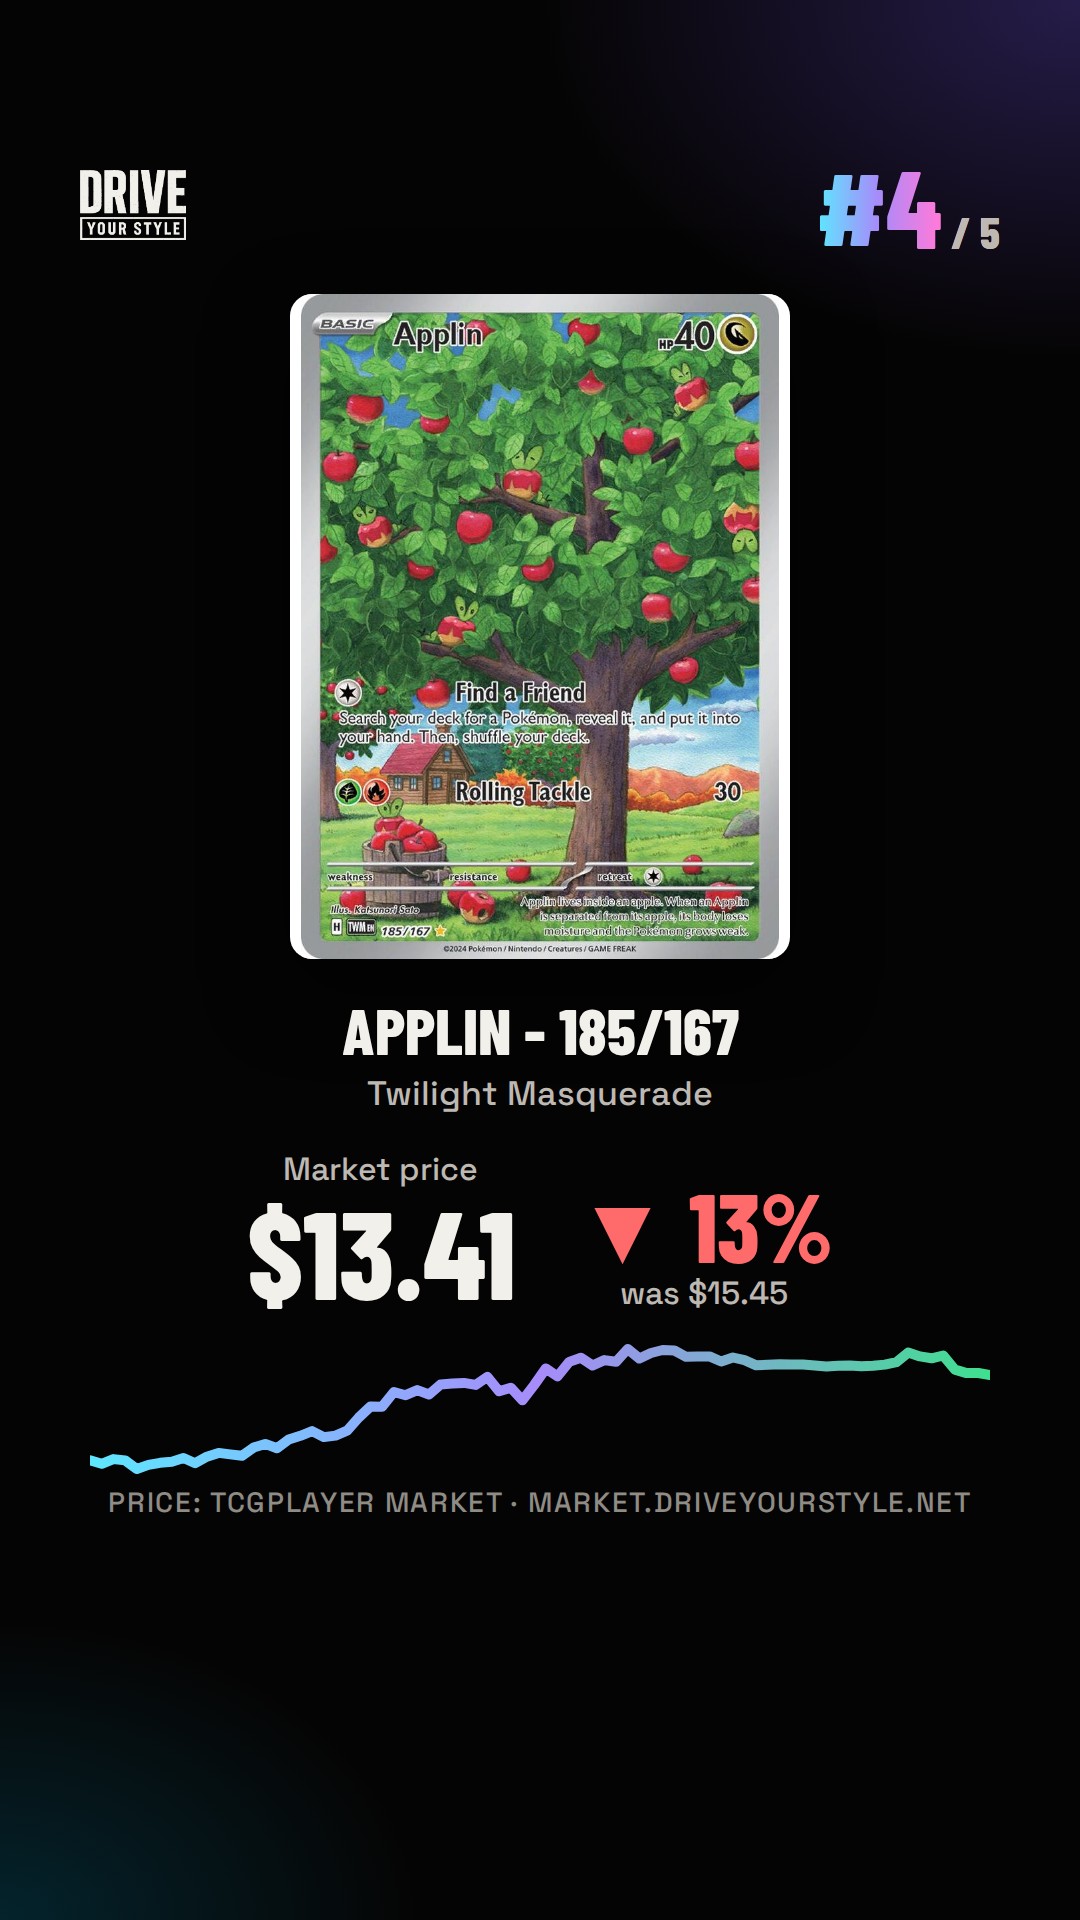 DRIVE
YOUR STYLE
#4 / 5
BASIC
Applin
HP 40
Find a Friend
Search your deck for a Pokémon, reveal it, and put it into
your hand. Then, shuffle your deck.
Rolling Tackle 30
weakness resistance retreat
Illus. Katsunori Sato
Applin lives inside an apple. When an Applin
is separated from its apple, its body loses
moisture and the Pokémon grows weak.
H TWM EN 185/167
©2024 Pokémon / Nintendo / Creatures / GAME FREAK
APPLIN - 185/167
Twilight Masquerade
Market price
$13.41
▼ 13%
was $15.45
PRICE: TCGPLAYER MARKET · MARKET.DRIVEYOURSTYLE.NET